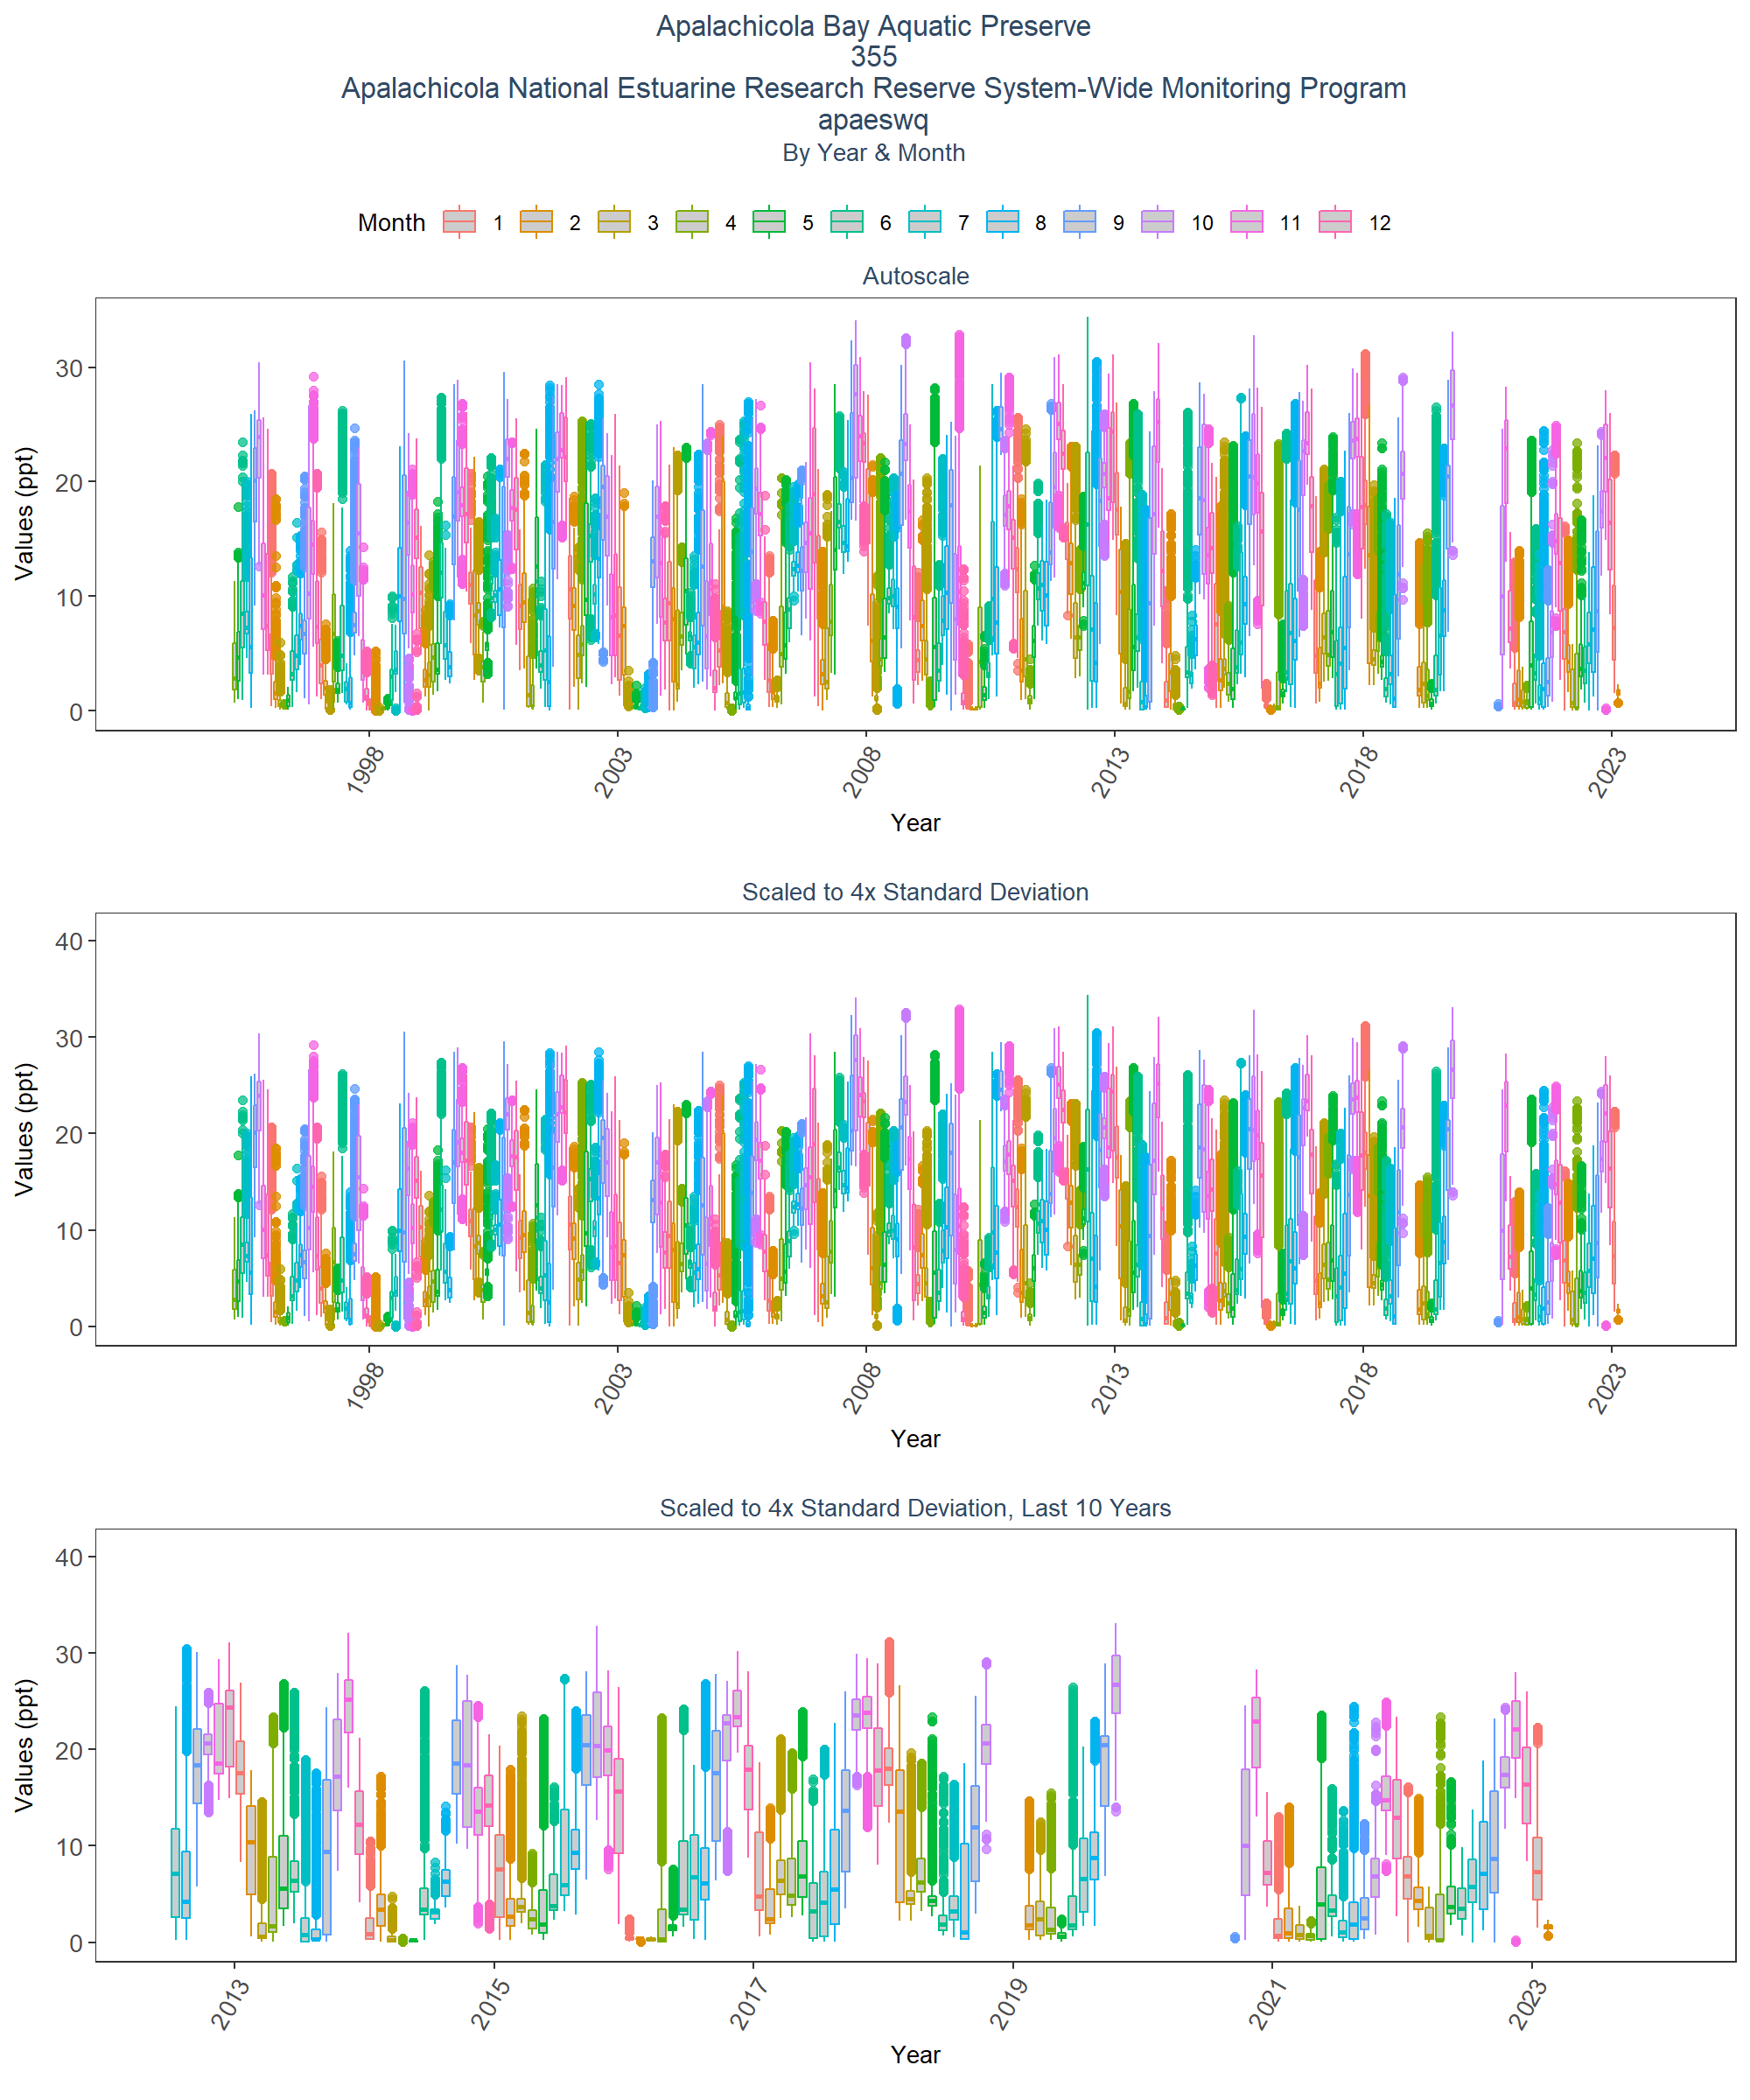 Apalachicola Bay Aquatic Preserve
355
Apalachicola National Estuarine Research Reserve System-Wide Monitoring Program
apaeswq
By Year & Month
Month 1 2 3 4 5 6 7 8 9 10 11 12
Autoscale
Values (ppt)
30
20
10
0
1998 2003 2008 2013 2018 2023
Year
Scaled to 4x Standard Deviation
Values (ppt)
40
30
20
10
0
1998 2003 2008 2013 2018 2023
Year
Scaled to 4x Standard Deviation, Last 10 Years
Values (ppt)
40
30
20
10
0
2013 2015 2017 2019 2021 2023
Year